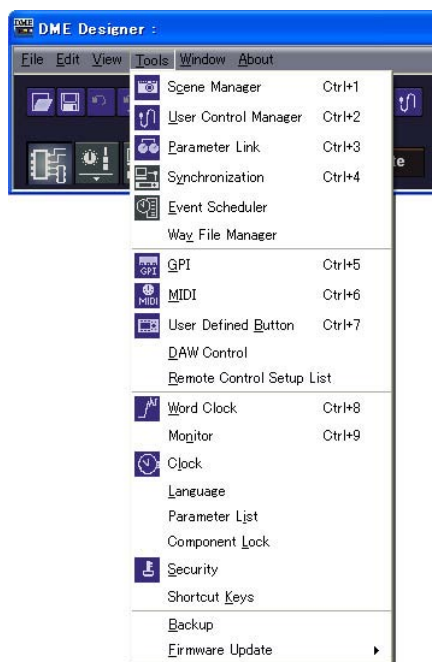 DME Designer :
File Edit View Tools Window About
Scene Manager Ctrl+1
User Control Manager Ctrl+2
Parameter Link Ctrl+3
Synchronization Ctrl+4
Event Scheduler
Wav File Manager
GPI GPI Ctrl+5
MIDI MIDI Ctrl+6
User Defined Button Ctrl+7
DAW Control
Remote Control Setup List
Word Clock Ctrl+8
Monitor Ctrl+9
Clock
Language
Parameter List
Component Lock
Security
Shortcut Keys
Backup
Firmware Update